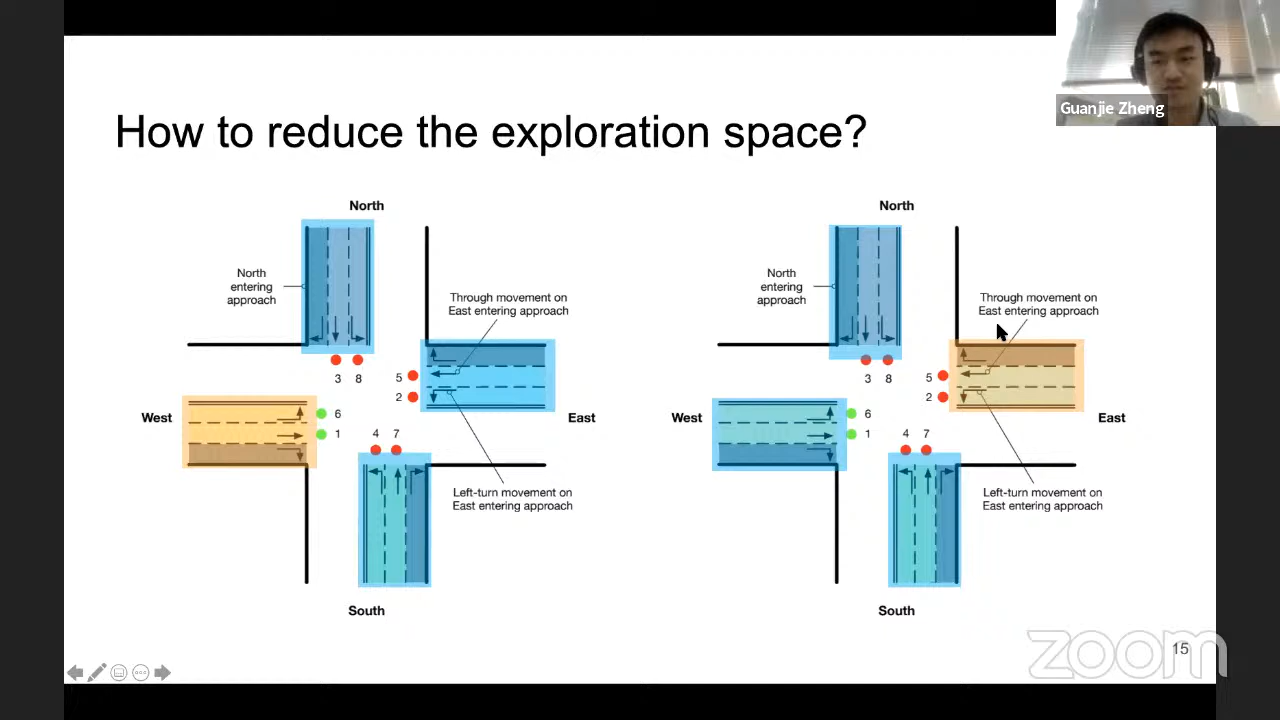 Guanjie Zheng
How to reduce the exploration space?
North
North
entering
approach
Through movement on
East entering approach
3 8
5
2
West
6
1
East
4 7
Left-turn movement on
East entering approach
South
North
North
entering
approach
Through movement on
East entering approach
3 8
5
2
West
6
1
East
4 7
Left-turn movement on
East entering approach
South
zoom
15